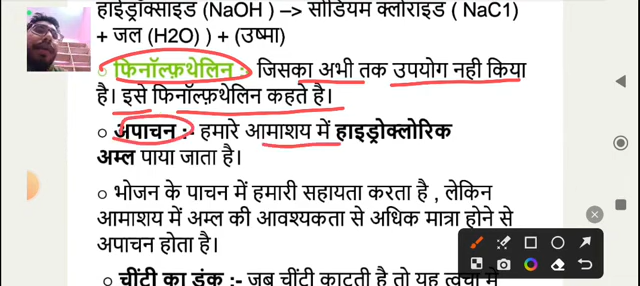 हाईड्रॉक्साइड (NaOH ) –> सोडियम क्लोराइड ( NaC1)
+ जल (H2O) ) + (उष्मा)
○ फिनॉल्फ़थेलिन :- जिसका अभी तक उपयोग नही किया
है। इसे फिनॉल्फ़थेलिन कहते है।
○ अपाचन :- हमारे आमाशय में हाइड्रोक्लोरिक
अम्ल पाया जाता है।
○ भोजन के पाचन में हमारी सहायता करता है , लेकिन
आमाशय में अम्ल की आवश्यकता से अधिक मात्रा होने से
अपाचन होता है।
○ चींटी का डंक :- जब चींटी काटती है तो यह त्वचा में